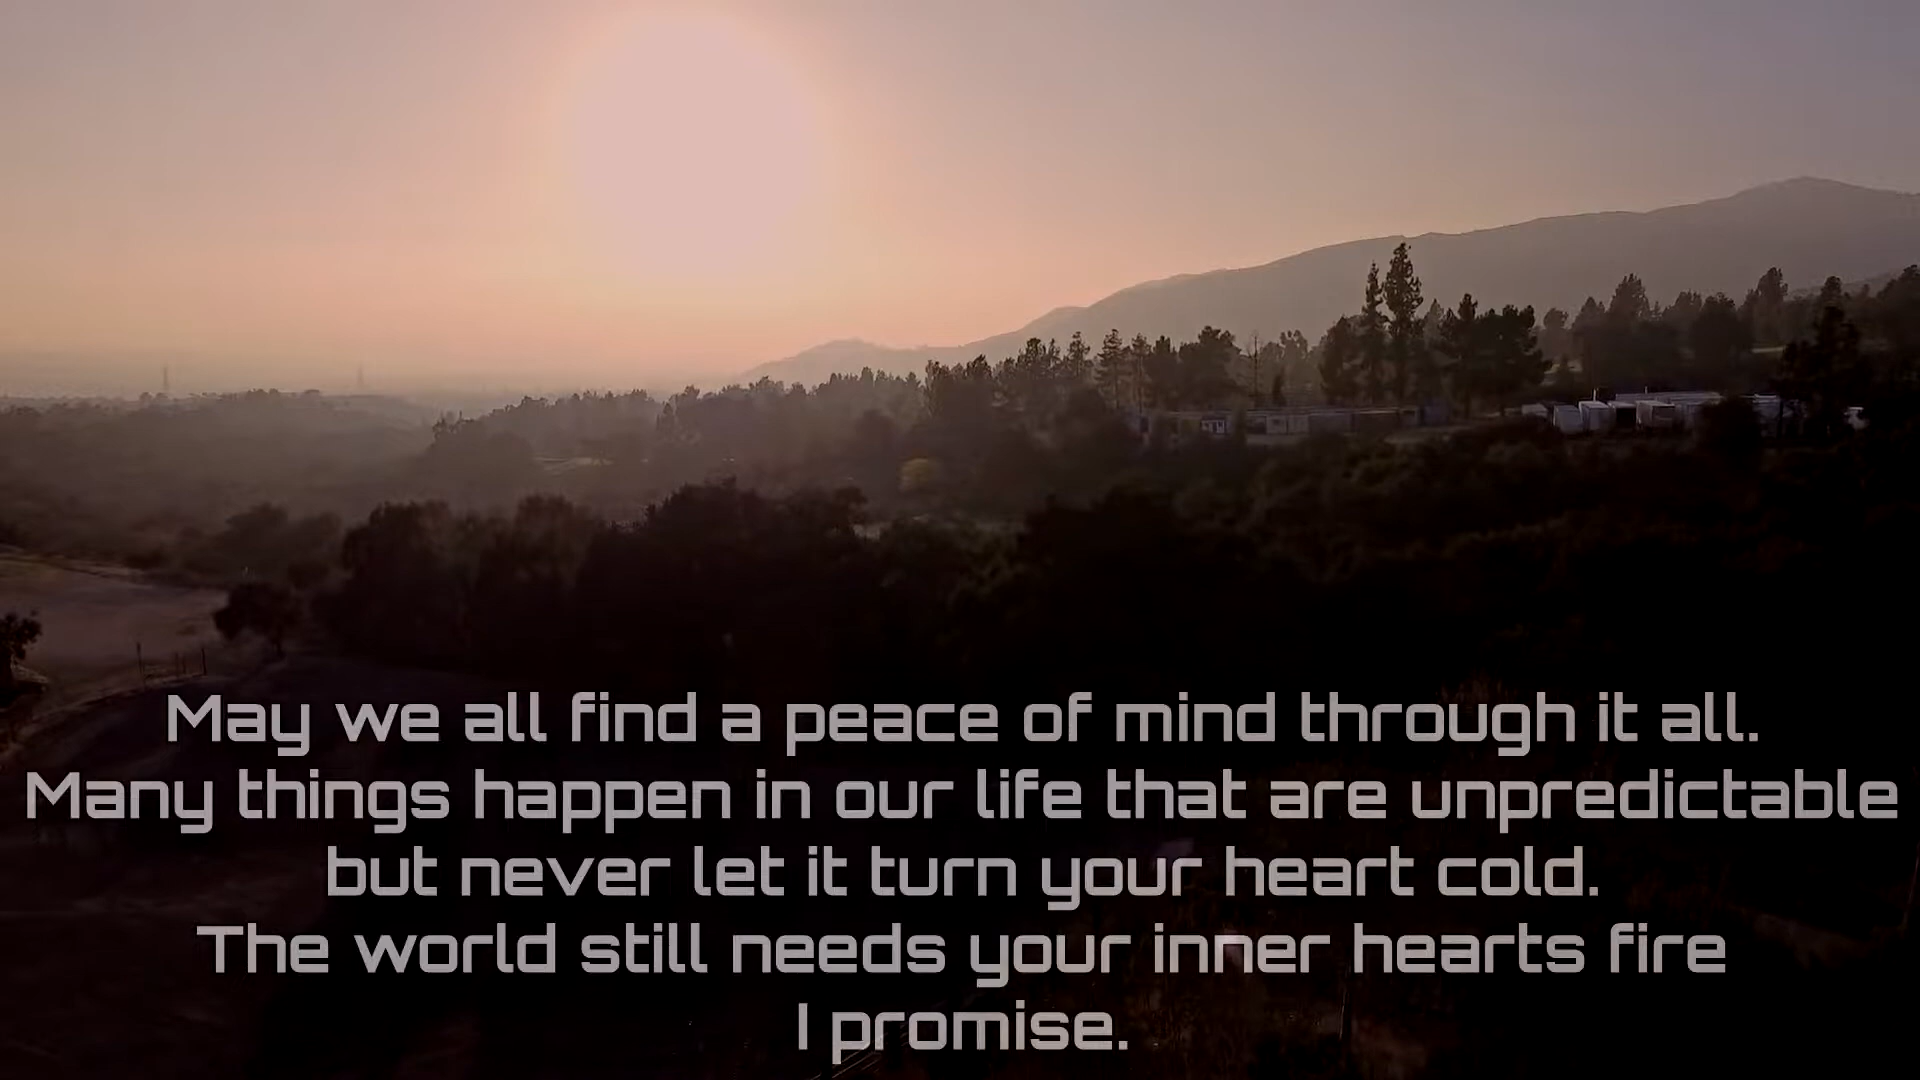 May we all find a peace of mind through it all.
Many things happen in our life that are unpredictable
but never let it turn your heart cold.
The world still needs your inner hearts fire
I promise.